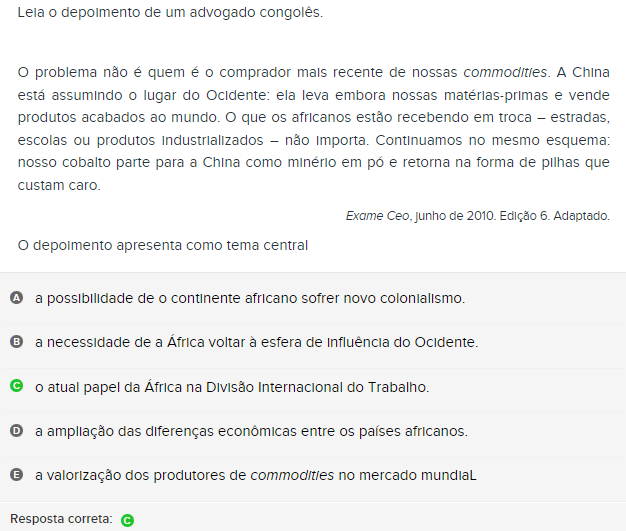 Leia o depoimento de um advogado congolês.
O problema não é quem é o comprador mais recente de nossas commodities. A China
está assumindo o lugar do Ocidente: ela leva embora nossas matérias-primas e vende
produtos acabados ao mundo. O que os africanos estão recebendo em troca – estradas,
escolas ou produtos industrializados – não importa. Continuamos no mesmo esquema:
nosso cobalto parte para a China como minério em pó e retorna na forma de pilhas que
custam caro.
Exame Ceo, junho de 2010. Edição 6. Adaptado.
O depoimento apresenta como tema central
A a possibilidade de o continente africano sofrer novo colonialismo.
B a necessidade de a África voltar à esfera de influência do Ocidente.
C o atual papel da África na Divisão Internacional do Trabalho.
D a ampliação das diferenças econômicas entre os países africanos.
E a valorização dos produtores de commodities no mercado mundiaL
Resposta correta: C